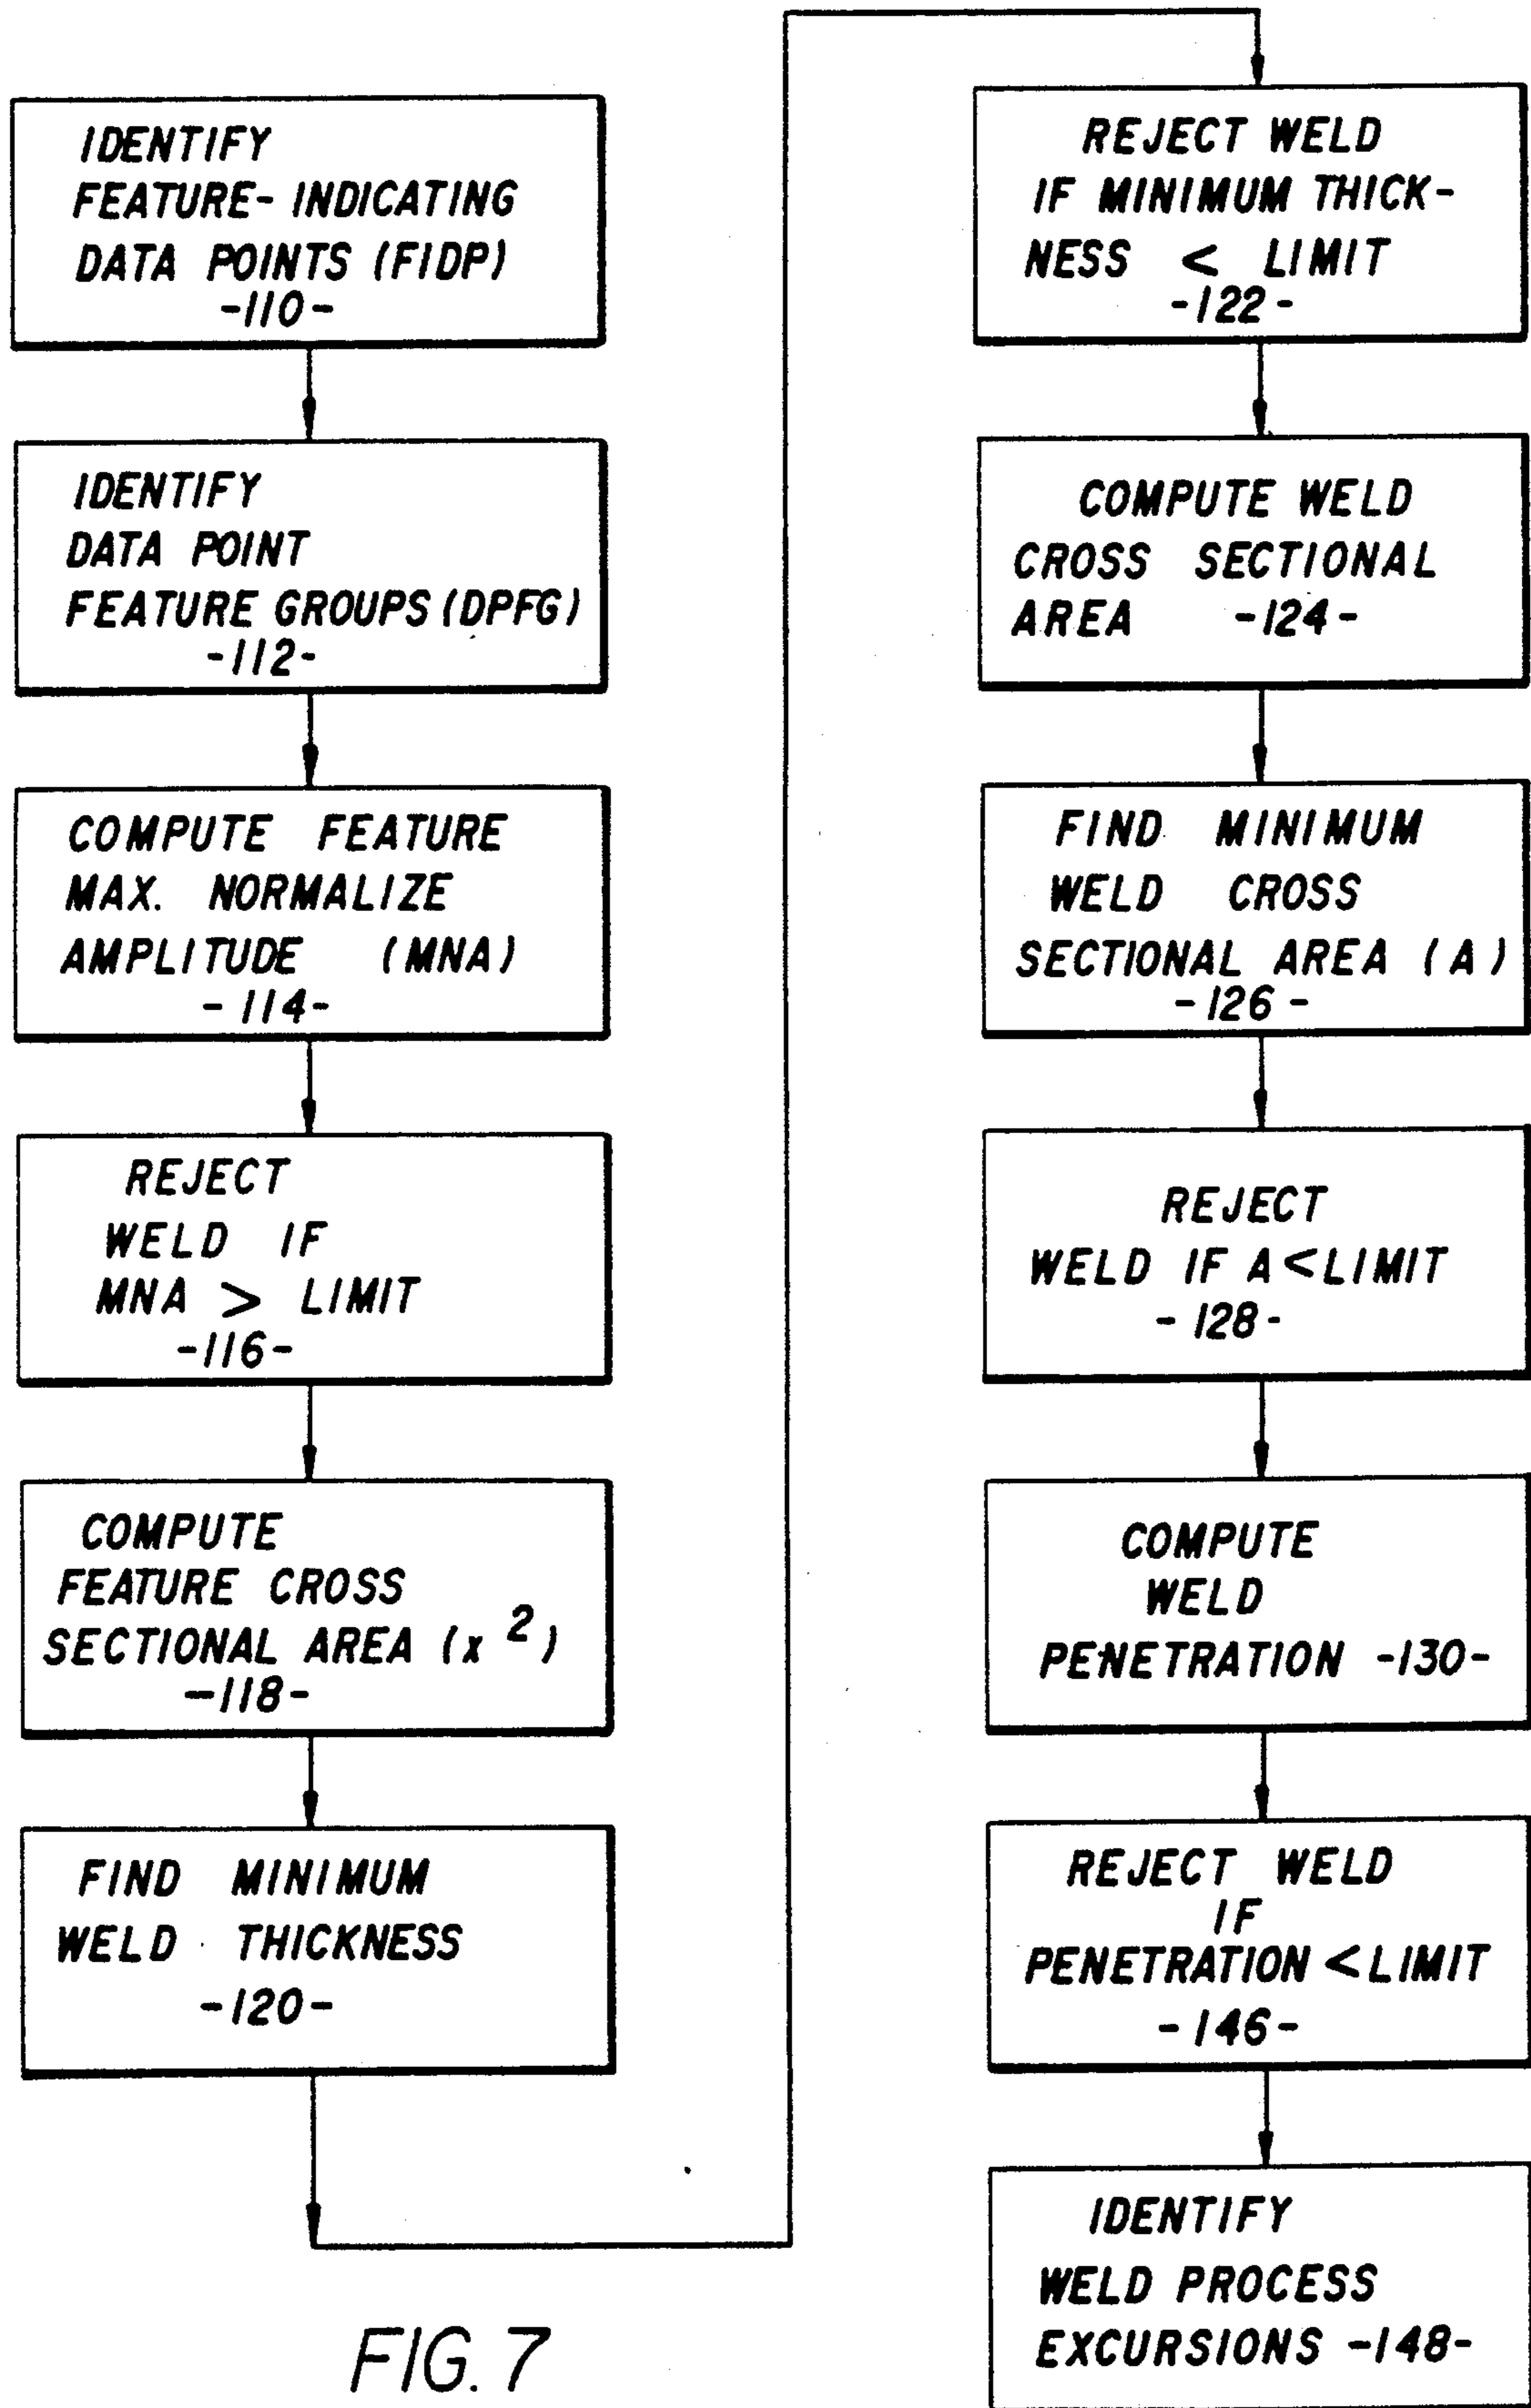 IDENTIFY
FEATURE- INDICATING
DATA POINTS (FIDP)
-110-
IDENTIFY
DATA POINT
FEATURE GROUPS (DPFG)
-112-
COMPUTE FEATURE
MAX. NORMALIZE
AMPLITUDE (MNA)
-114-
REJECT
WELD IF
MNA > LIMIT
-116-
COMPUTE
FEATURE CROSS
SECTIONAL AREA (x ²)
-118-
FIND MINIMUM
WELD THICKNESS
-120-
REJECT WELD
IF MINIMUM THICK-
NESS < LIMIT
-122-
COMPUTE WELD
CROSS SECTIONAL
AREA -124-
FIND MINIMUM
WELD CROSS
SECTIONAL AREA (A)
-126-
REJECT
WELD IF A < LIMIT
-128-
COMPUTE
WELD
PENETRATION -130-
REJECT WELD
IF
PENETRATION < LIMIT
-146-
IDENTIFY
WELD PROCESS
EXCURSIONS -148-
FIG. 7